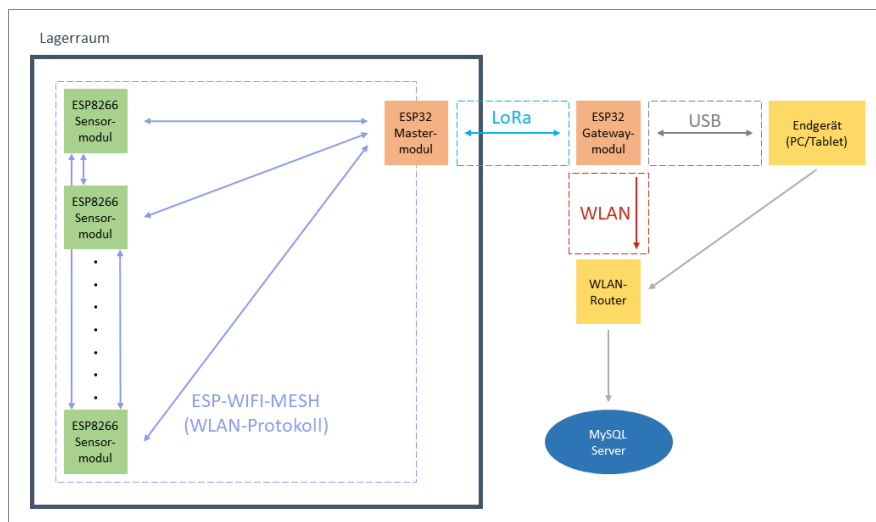 Lagerraum
ESP8266
Sensor-
modul
ESP8266
Sensor-
modul
ESP8266
Sensor-
modul
ESP-WIFI-MESH
(WLAN-Protokoll)
ESP32
Master-
modul
LoRa
ESP32
Gateway-
modul
USB
Endgerät
(PC/Tablet)
WLAN
WLAN-
Router
MySQL
Server